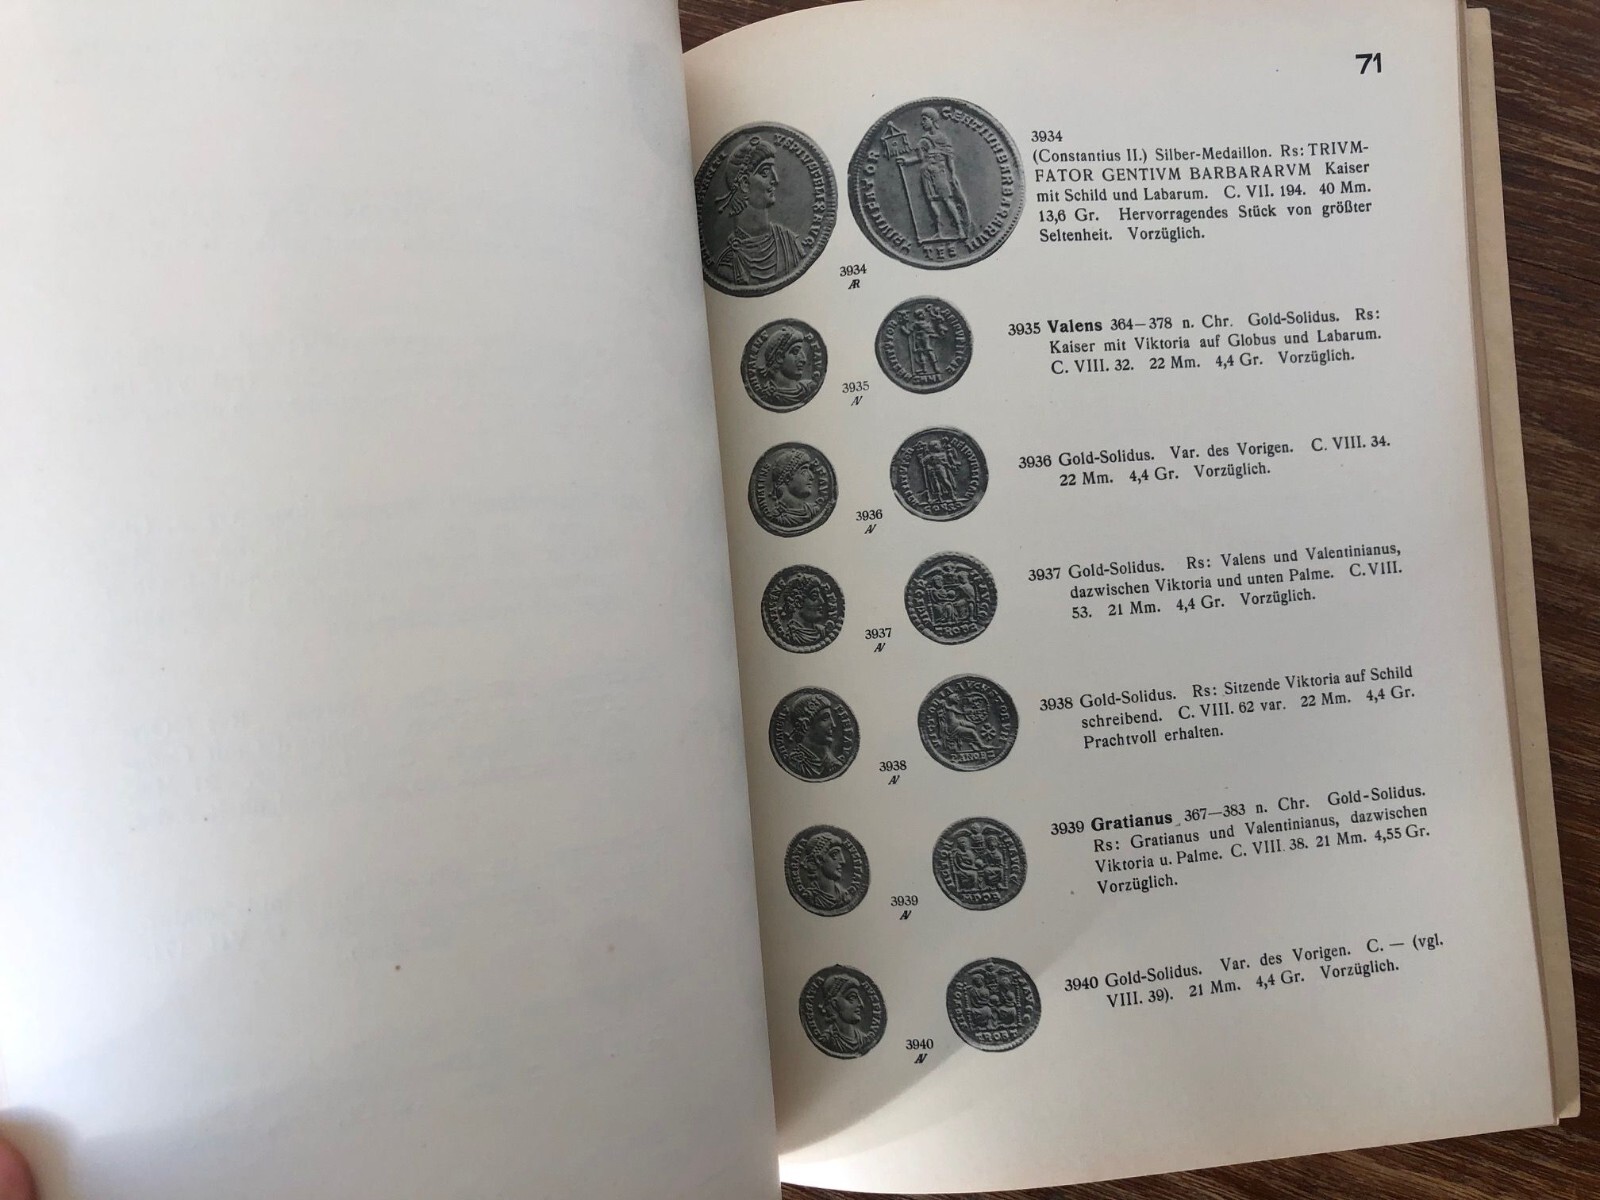 71
3934
(Constantius II.) Silber-Medaillon. Rs: TRIVM-
FATOR GENTIVM BARBARARVM Kaiser
mit Schild und Labarum. C. VII. 194. 40 Mm.
13,6 Gr. Hervorragendes Stück von größter
Seltenheit. Vorzüglich.
3934
AR
3935 Valens 364—378 n. Chr. Gold-Solidus. Rs:
Kaiser mit Viktoria auf Globus und Labarum.
C. VIII. 32. 22 Mm. 4,4 Gr. Vorzüglich.
3935
AV
3936 Gold-Solidus. Var. des Vorigen. C. VIII. 34.
22 Mm. 4,4 Gr. Vorzüglich.
3936
AV
3937 Gold-Solidus. Rs: Valens und Valentinianus,
dazwischen Viktoria und unten Palme. C. VIII.
53. 21 Mm. 4,4 Gr. Vorzüglich.
3937
AV
3938 Gold-Solidus. Rs: Sitzende Viktoria auf Schild
schreibend. C. VIII. 62 var. 22 Mm. 4,4 Gr.
Prachtvoll erhalten.
3938
AV
3939 Gratianus 367—383 n. Chr. Gold-Solidus.
Rs: Gratianus und Valentinianus, dazwischen
Viktoria u. Palme. C. VIII. 38. 21 Mm. 4,55 Gr.
Vorzüglich.
3939
AV
3940 Gold-Solidus. Var. des Vorigen. C. — (vgl.
VIII. 39). 21 Mm. 4,4 Gr. Vorzüglich.
3940
AV